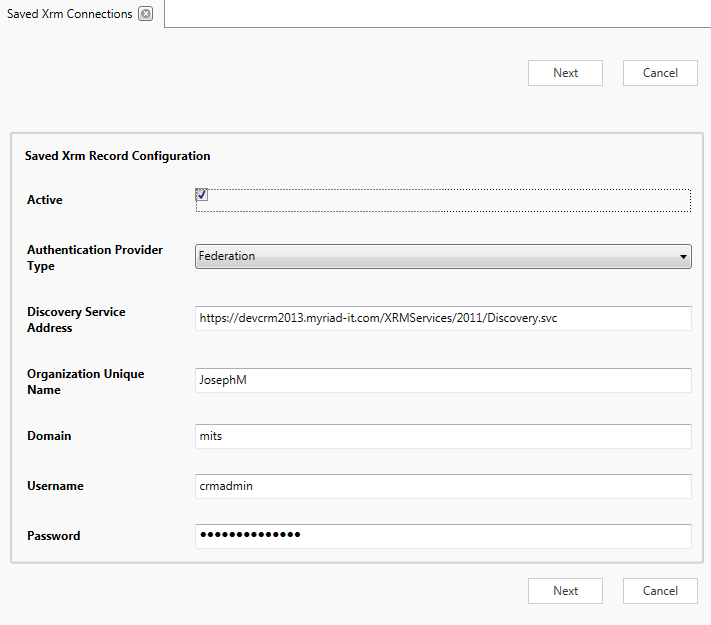 Saved Xrm Connections
Next Cancel
Saved Xrm Record Configuration
Active
Authentication Provider
Type
Federation
Discovery Service
Address
https://devcrm2013.myriad-it.com/XRMServices/2011/Discovery.svc
Organization Unique
Name
JosephM
Domain mits
Username crmadmin
Password ••••••••••••••
Next Cancel